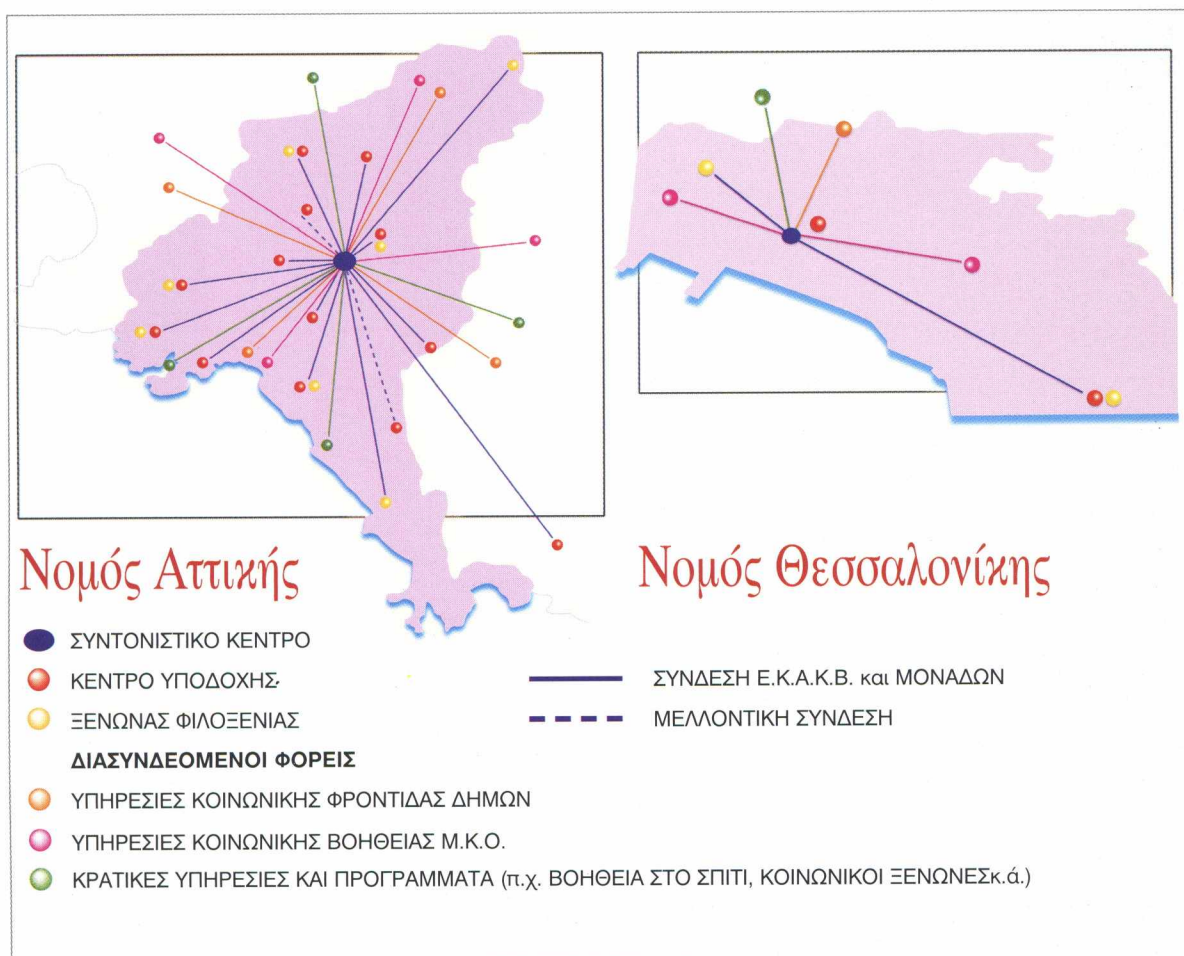 Νομός Αττικής
Νομός Θεσσαλονίκης
ΣΥΝΤΟΝΙΣΤΙΚΟ ΚΕΝΤΡΟ
ΚΕΝΤΡΟ ΥΠΟΔΟΧΗΣ
ΞΕΝΩΝΑΣ ΦΙΛΟΞΕΝΙΑΣ
ΔΙΑΣΥΝΔΕΟΜΕΝΟΙ ΦΟΡΕΙΣ
ΥΠΗΡΕΣΙΕΣ ΚΟΙΝΩΝΙΚΗΣ ΦΡΟΝΤΙΔΑΣ ΔΗΜΩΝ
ΥΠΗΡΕΣΙΕΣ ΚΟΙΝΩΝΙΚΗΣ ΒΟΗΘΕΙΑΣ Μ.Κ.Ο.
ΚΡΑΤΙΚΕΣ ΥΠΗΡΕΣΙΕΣ ΚΑΙ ΠΡΟΓΡΑΜΜΑΤΑ (π.χ. ΒΟΗΘΕΙΑ ΣΤΟ ΣΠΙΤΙ, ΚΟΙΝΩΝΙΚΟΙ ΞΕΝΩΝΕΣκ.ά.)
ΣΥΝΔΕΣΗ Ε.Κ.Α.Κ.Β. και ΜΟΝΑΔΩΝ
ΜΕΛΛΟΝΤΙΚΗ ΣΥΝΔΕΣΗ